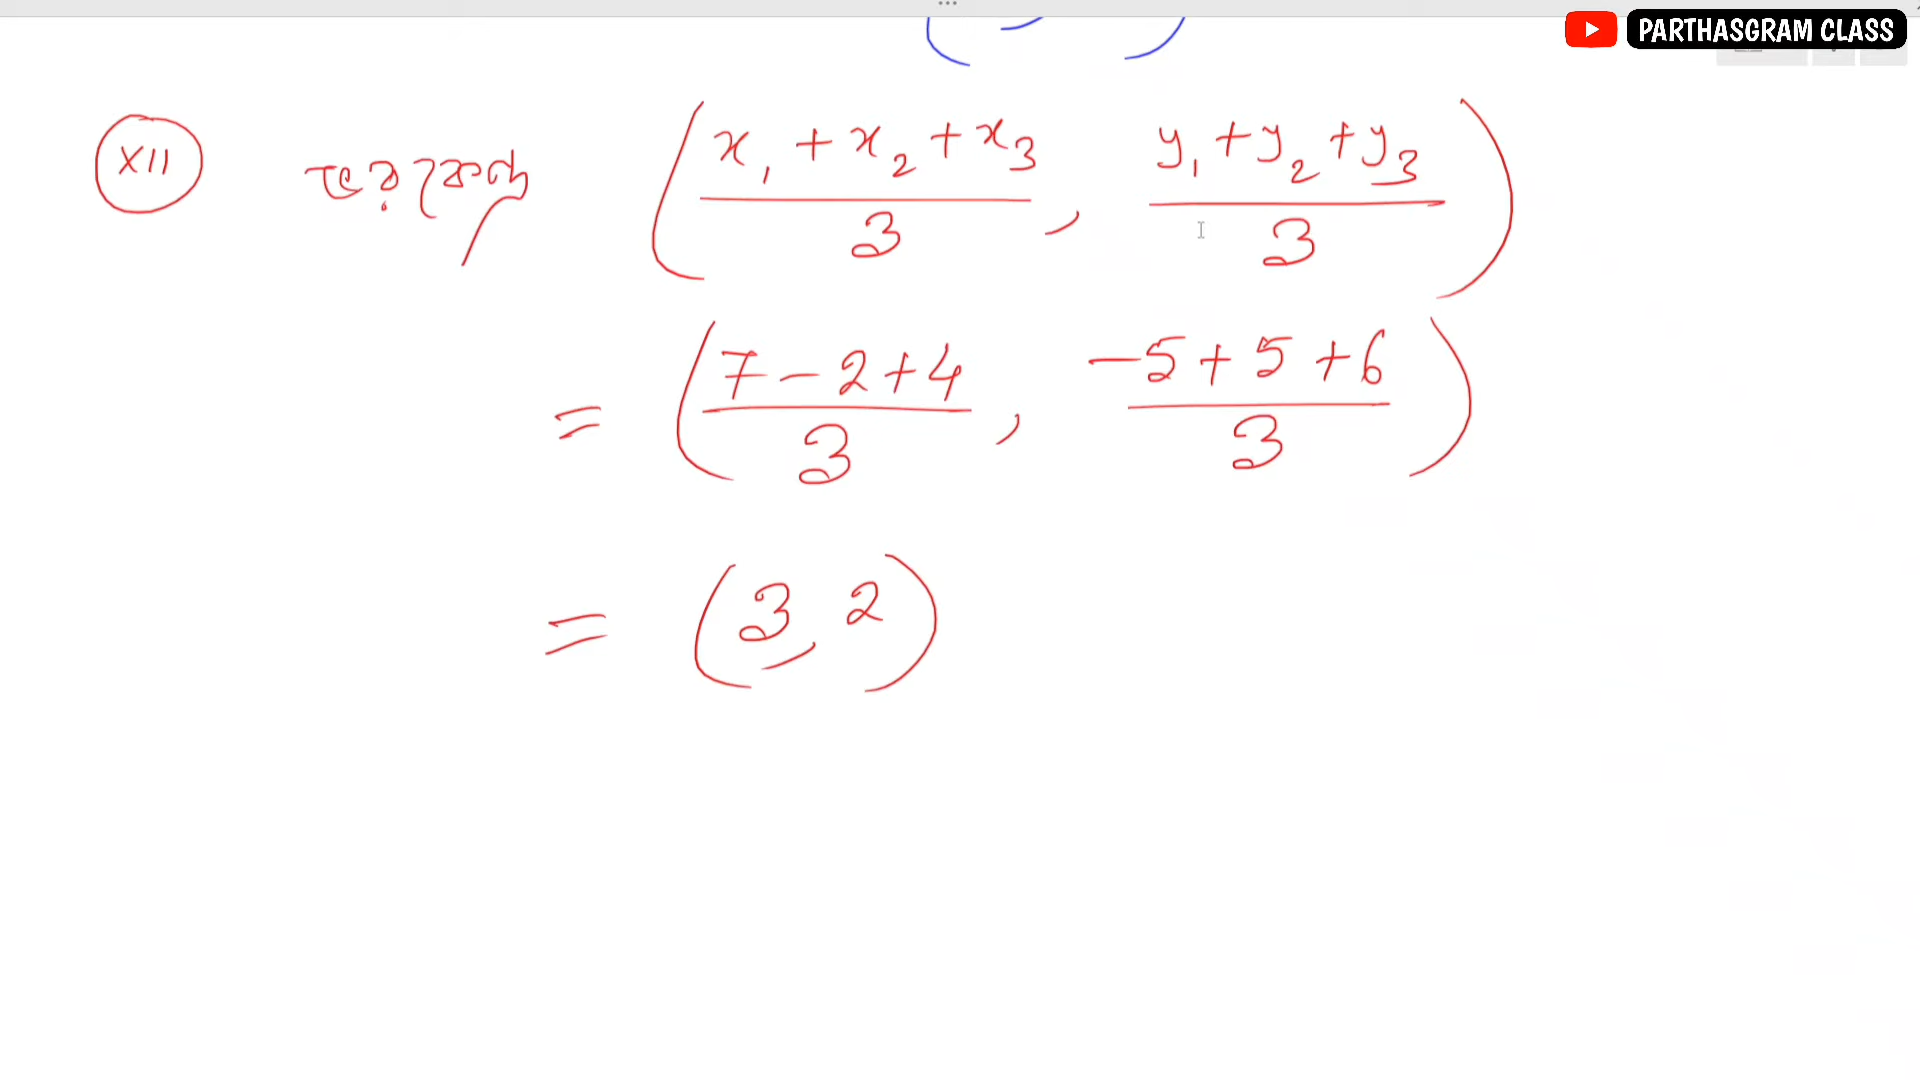 PARTHASGRAM CLASS
XII (x₁ + x₂ + x₃ / 3 , y₁ + y₂ + y₃ / 3)
= (7 - 2 + 4 / 3 , -5 + 5 + 6 / 3)
= (3, 2)